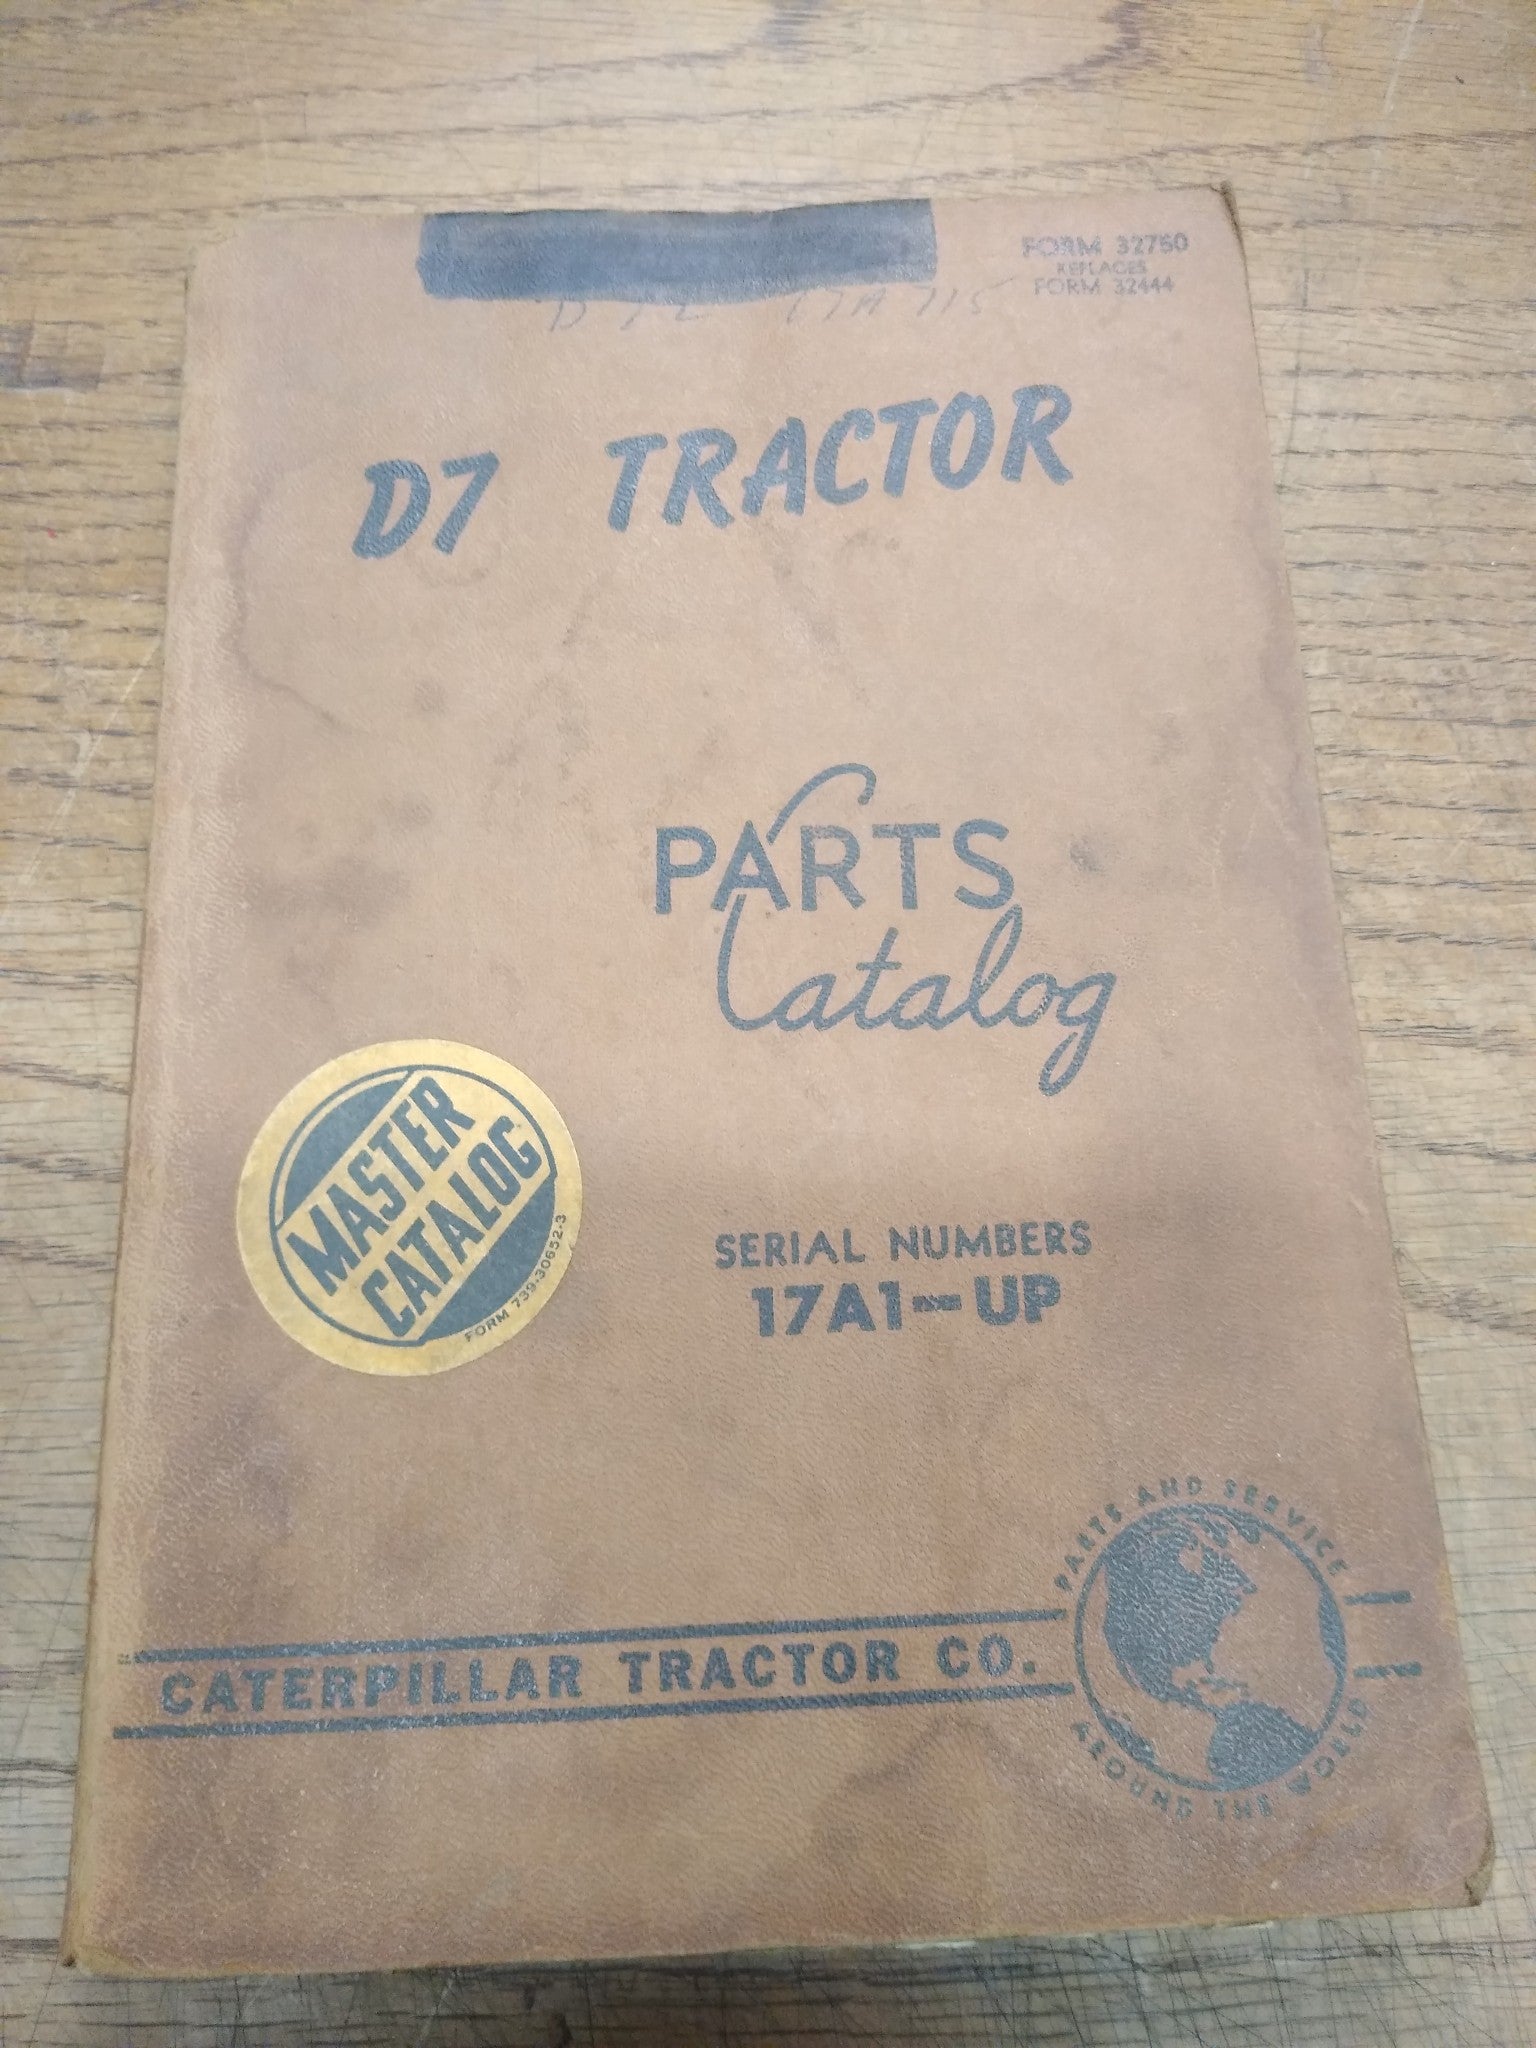 FORM 32760
REPLACES
FORM 32444
D7 TRACTOR
PARTS
Catalog
MASTER
CATALOG
FORM 739-30652-3
SERIAL NUMBERS
17A1-UP
PARTS AND SERVICE
CATERPILLAR TRACTOR CO.
AROUND THE WORLD